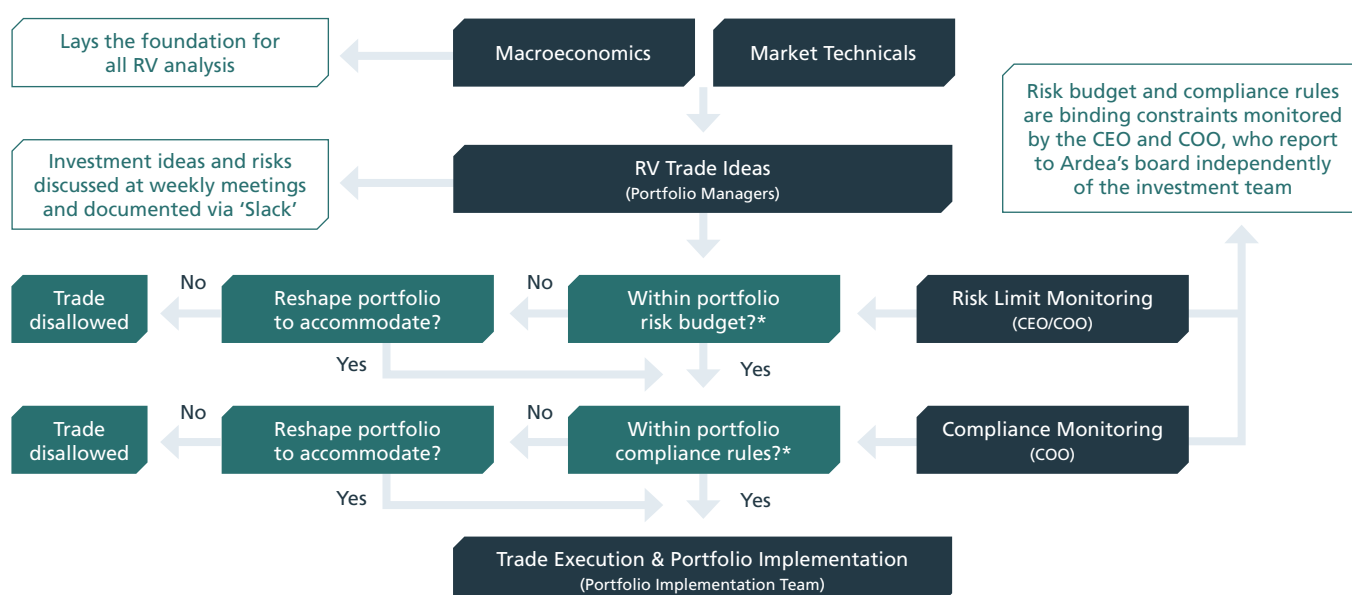 Lays the foundation for
all RV analysis
Macroeconomics
Market Technicals
Risk budget and compliance rules
are binding constraints monitored
by the CEO and COO, who report
to Ardea’s board independently
of the investment team
Investment ideas and risks
discussed at weekly meetings
and documented via ‘Slack’
RV Trade Ideas
(Portfolio Managers)
Trade
disallowed
No
Reshape portfolio
to accommodate?
No
Within portfolio
risk budget?*
Risk Limit Monitoring
(CEO/COO)
Yes
Yes
Trade
disallowed
No
Reshape portfolio
to accommodate?
No
Within portfolio
compliance rules?*
Compliance Monitoring
(COO)
Yes
Yes
Trade Execution & Portfolio Implementation
(Portfolio Implementation Team)